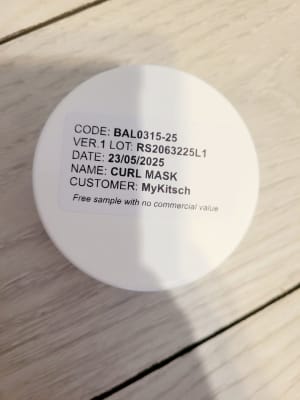 CODE: BAL0315-25
VER.1 LOT: RS2063225L1
DATE: 23/05/2025
NAME: CURL MASK
CUSTOMER: MyKitsch
Free sample with no commercial value